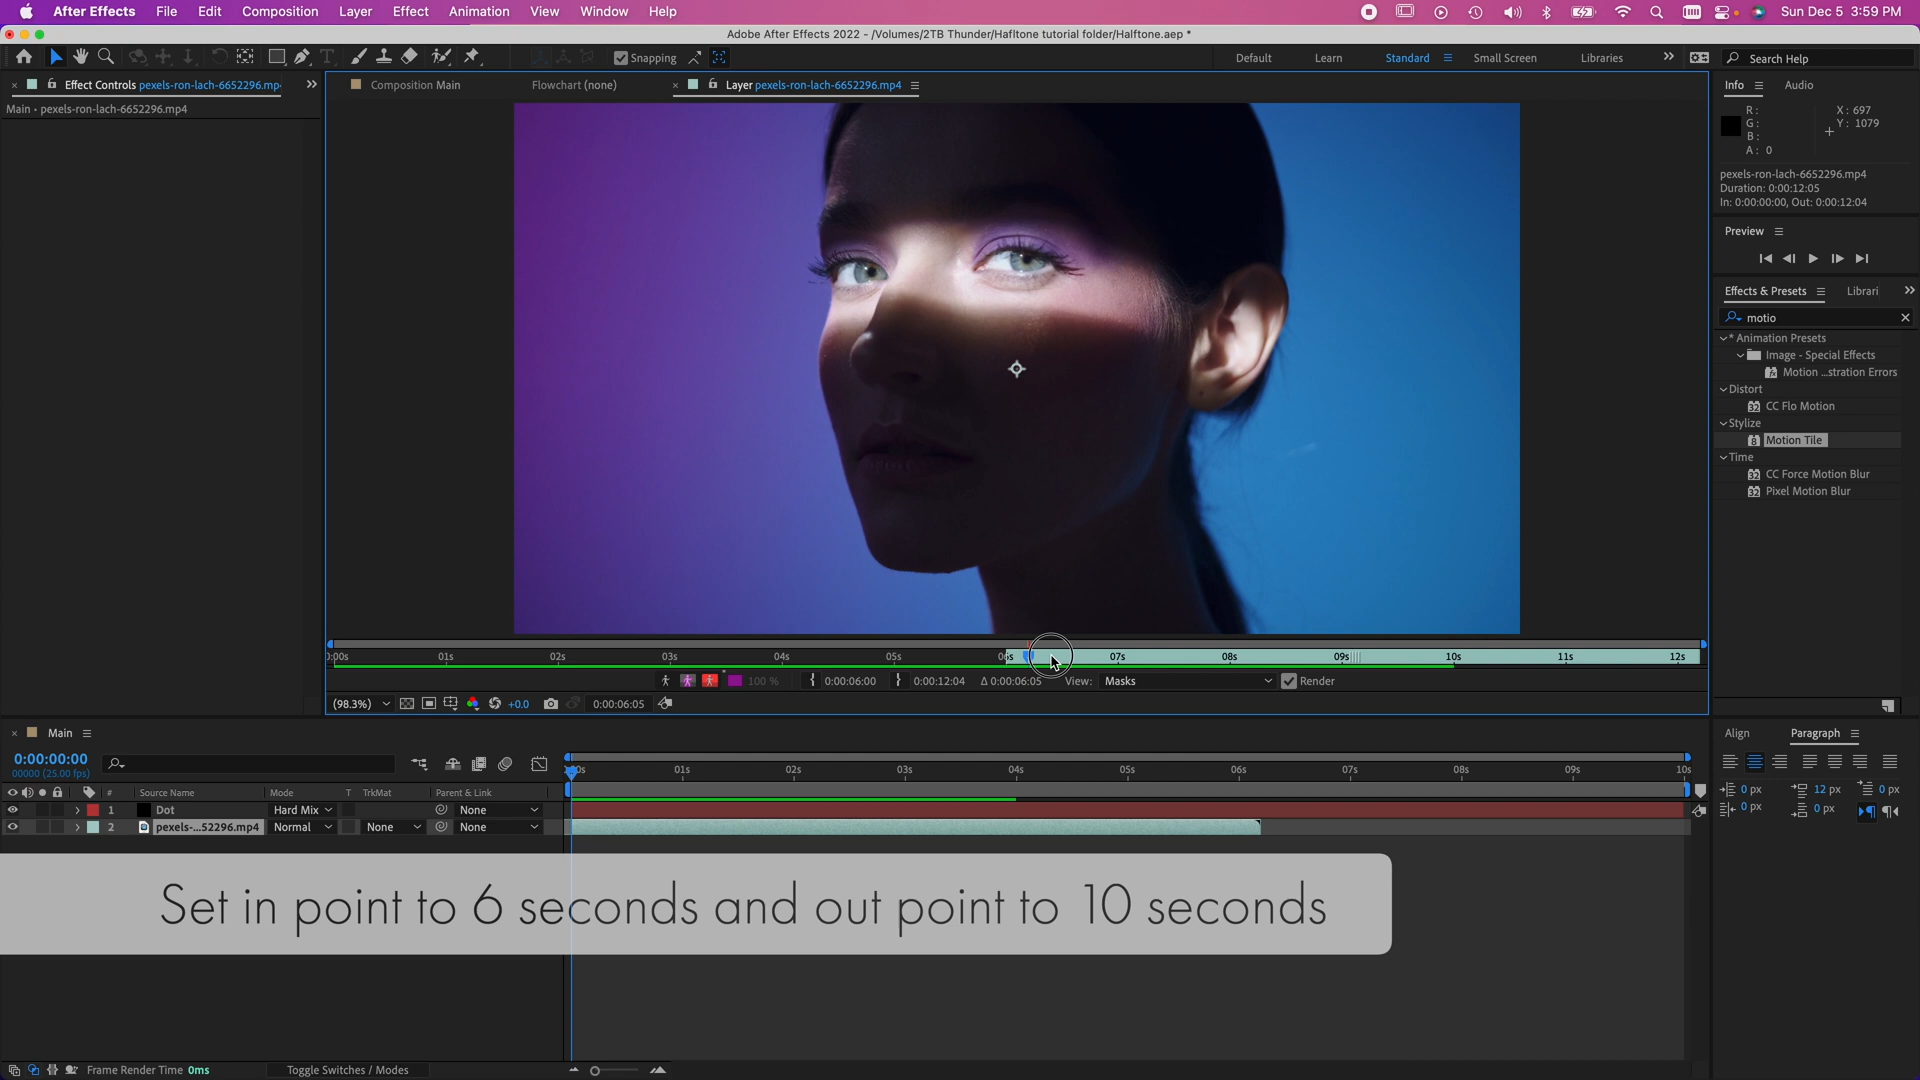 After Effects File Edit Composition Layer Effect Animation View Window Help Sun Dec 5 3:59 PM
Adobe After Effects 2022 – /Volumes/2TB Thunder/Hafltone tutorial folder/Halftone.aep *
Snapping Default Learn Standard Small Screen Libraries Search Help
Effect Controls pexels-ron-lach-6652296.mp
Composition Main Flowchart (none) Layer pexels-ron-lach-6652296.mp4
Main • pexels-ron-lach-6652296.mp4
Info Audio
R: X: 697
G: Y: 1079
B:
A: 0
pexels-ron-lach-6652296.mp4
Duration: 0:00:12:05
In: 0:00:00:00, Out: 0:00:12:04
Preview
Effects & Presets Librari
motio
* Animation Presets
Image - Special Effects
Motion ...stration Errors
Distort
CC Flo Motion
Stylize
Motion Tile
Time
CC Force Motion Blur
Pixel Motion Blur
):00s 01s 02s 03s 04s 05s 06s 07s 08s 09s 10s 11s 12s
100 % 0:00:06:00 0:00:12:04 Δ 0:00:06:05 View: Masks Render
(98.3%) +0.0 0:00:06:05
Main
0:00:00:00
00000 (25.00 fps)
01s 02s 03s 04s 05s 06s 07s 08s 09s 10s
# Source Name Mode T TrkMat Parent & Link
1 Dot Hard Mix None
2 pexels-...52296.mp4 Normal None None
Align Paragraph
0 px 12 px 0 px
0 px 0 px
Set in point to 6 seconds and out point to 10 seconds
Frame Render Time 0ms Toggle Switches / Modes